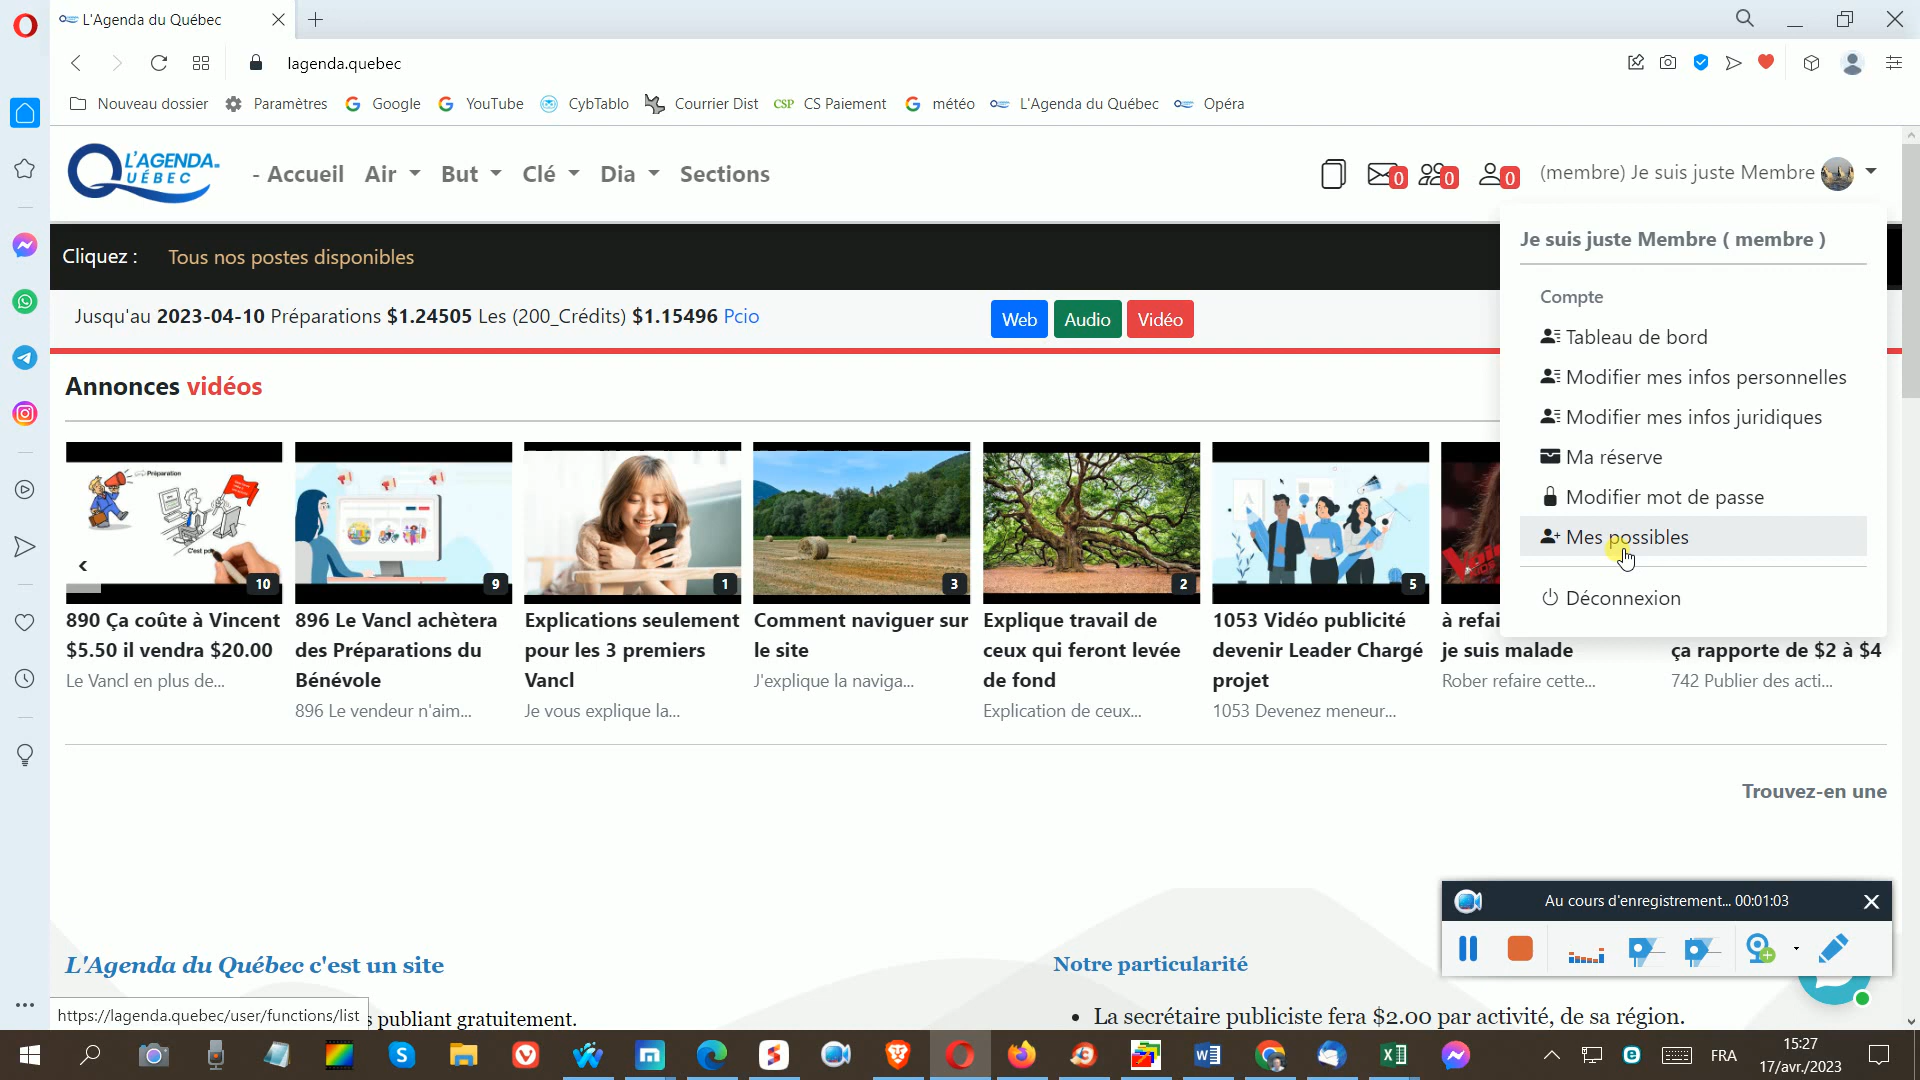 L'Agenda du Québec
lagenda.quebec
Nouveau dossier Paramètres Google YouTube CybTablo Courrier Dist CSP CS Paiement météo L'Agenda du Québec Opéra
L'AGENDA
QUÉBEC
- Accueil Air But Clé Dia Sections
0 0 0 (membre) Je suis juste Membre
Cliquez : Tous nos postes disponibles
Jusqu'au 2023-04-10 Préparations $1.24505 Les (200_Crédits) $1.15496 Pcio
Web Audio Vidéo
Je suis juste Membre ( membre )
Compte
Tableau de bord
Modifier mes infos personnelles
Modifier mes infos juridiques
Ma réserve
Modifier mot de passe
Mes possibles
Déconnexion
Annonces vidéos
Préparation
10 9 1 3 2 5
890 Ça coûte à Vincent
$5.50 il vendra $20.00
Le Vancl en plus de...
896 Le Vancl achètera
des Préparations du
Bénévole
896 Le vendeur n'aim...
Explications seulement
pour les 3 premiers
Vancl
Je vous explique la...
Comment naviguer sur
le site
J'explique la naviga...
Explique travail de
ceux qui feront levée
de fond
Explication de ceux...
1053 Vidéo publicité
devenir Leader Chargé
projet
1053 Devenez meneur...
à refai
je suis malade
Rober refaire cette...
ça rapporte de $2 à $4
742 Publier des acti...
Trouvez-en une
Au cours d'enregistrement... 00:01:03
L'Agenda du Québec c'est un site
Notre particularité
https://lagenda.quebec/user/functions/list
s publiant gratuitement.
• La secrétaire publiciste fera $2.00 par activité, de sa région.
FRA
15:27
17/avr./2023